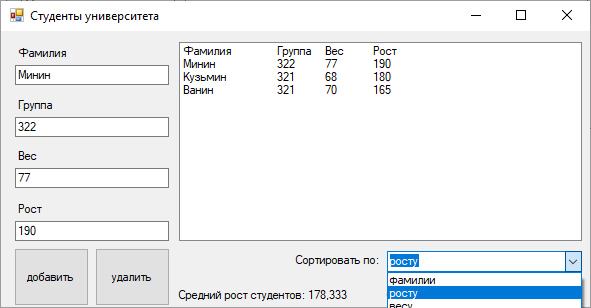 Студенты университета
Фамилия
Минин
Группа
322
Вес
77
Рост
190
добавить удалить
Фамилия Группа Вес Рост
Минин 322 77 190
Кузьмин 321 68 180
Ванин 321 70 165
Сортировать по: росту
фамилии
росту
весу
Средний рост студентов: 178,333